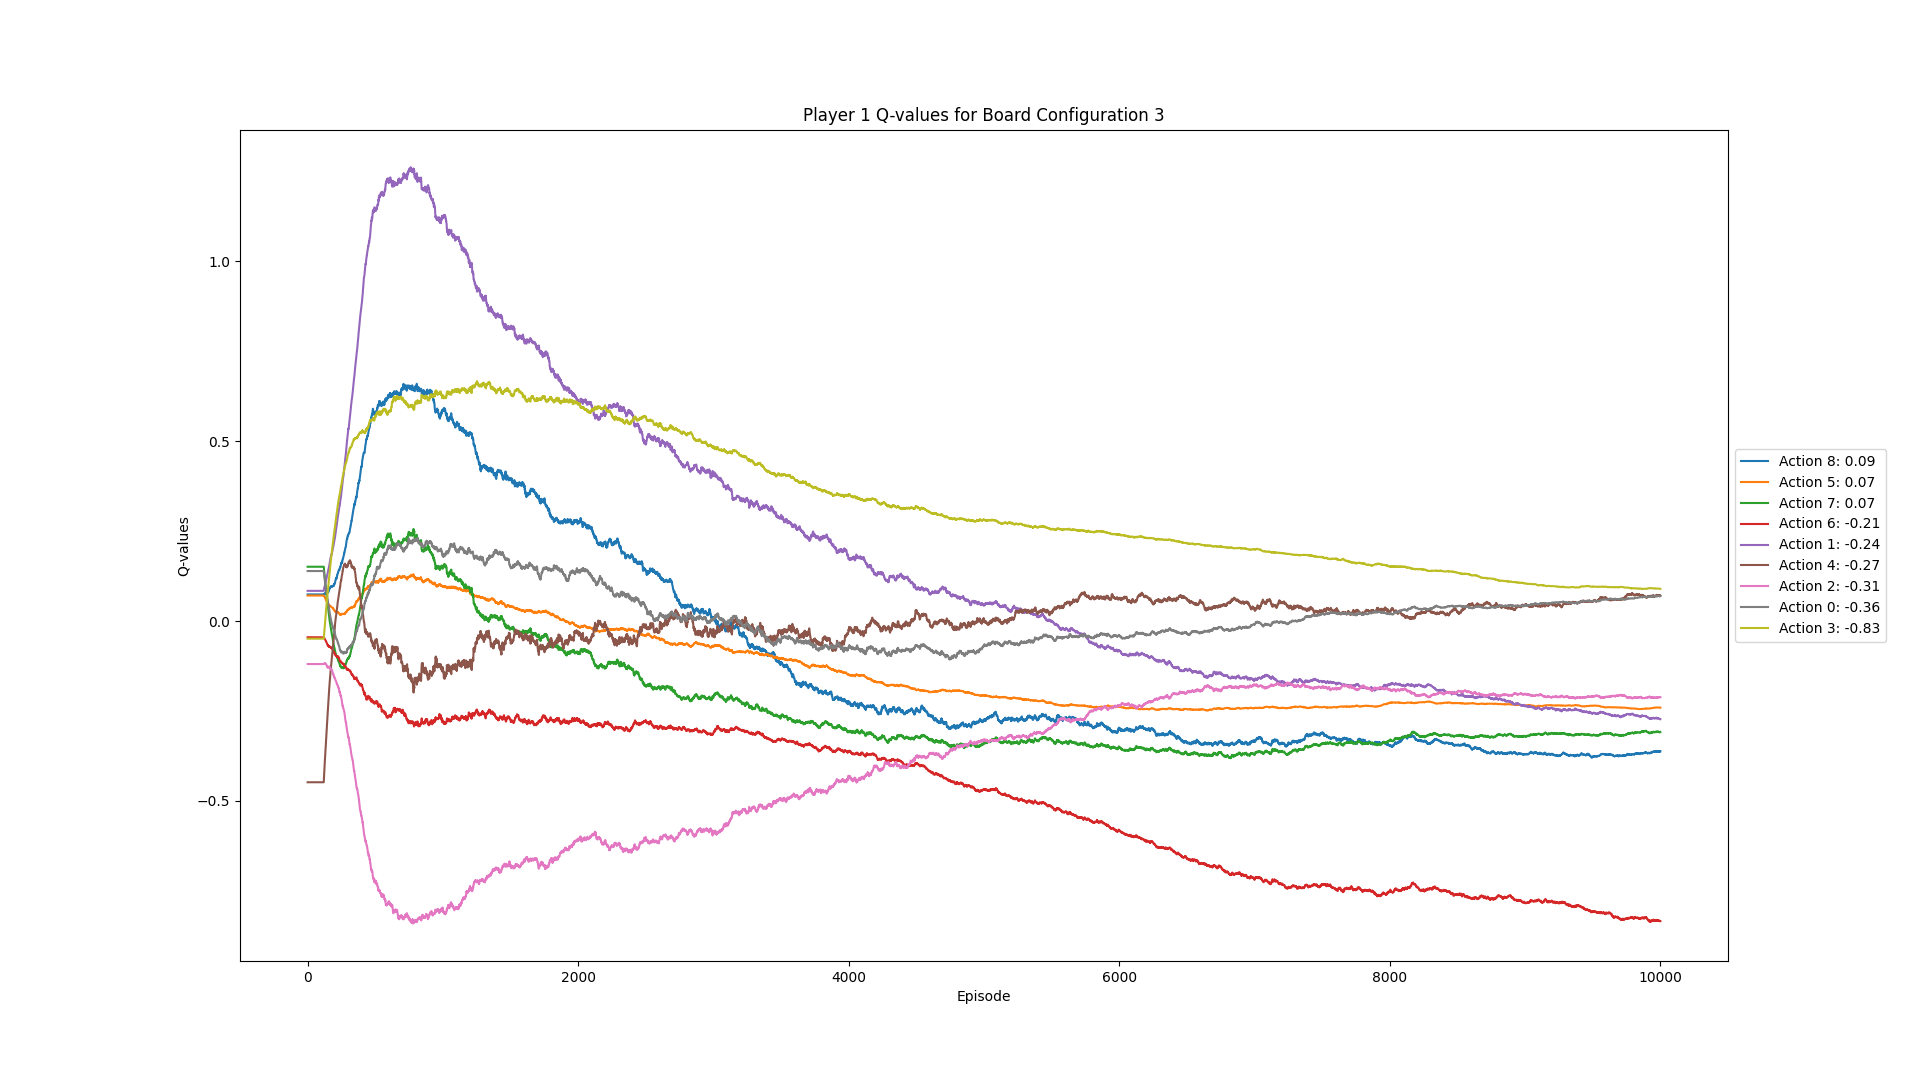 Player 1 Q-values for Board Configuration 3
1.0
0.5
0.0
−0.5
Q-values
0
2000
4000
6000
8000
10000
Episode
Action 8: 0.09
Action 5: 0.07
Action 7: 0.07
Action 6: -0.21
Action 1: -0.24
Action 4: -0.27
Action 2: -0.31
Action 0: -0.36
Action 3: -0.83